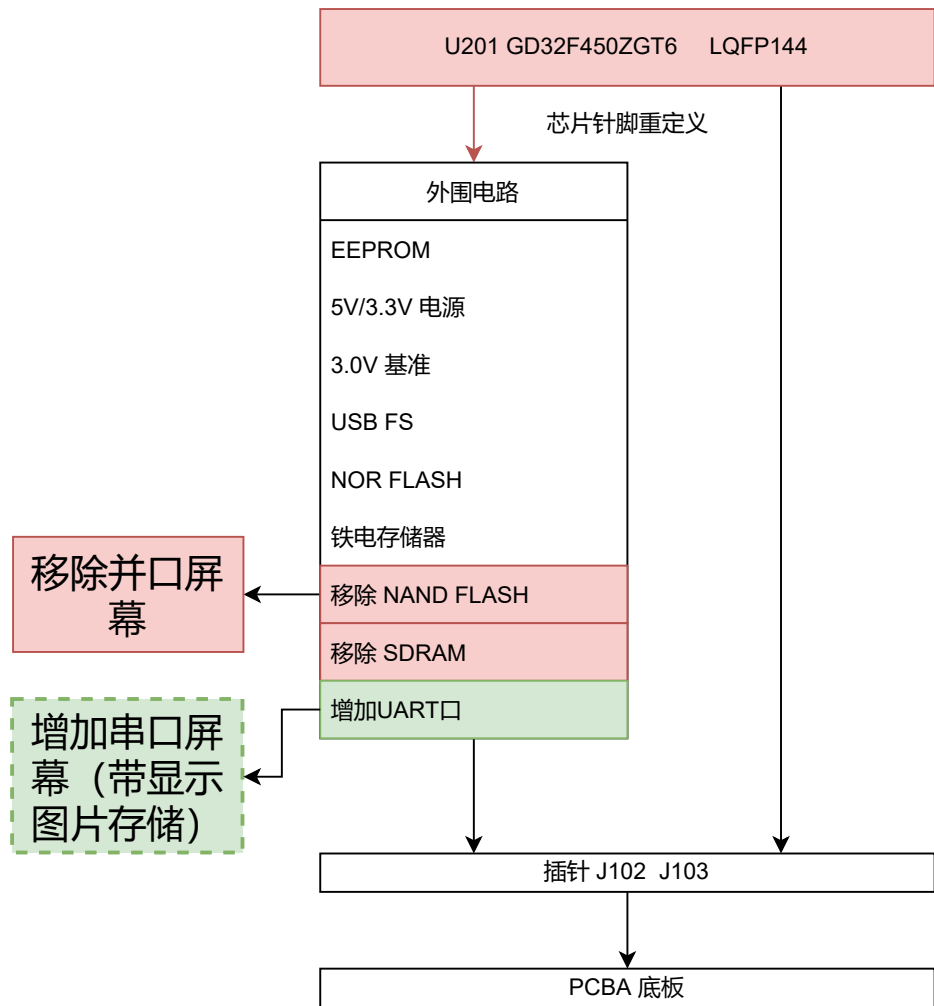 U201 GD32F450ZGT6 LQFP144
芯片针脚重定义
外围电路
EEPROM
5V/3.3V 电源
3.0V 基准
USB FS
NOR FLASH
铁电存储器
移除并口屏
幕
移除 NAND FLASH
移除 SDRAM
增加UART口
增加串口屏
幕（带显示
图片存储）
插针 J102 J103
PCBA 底板